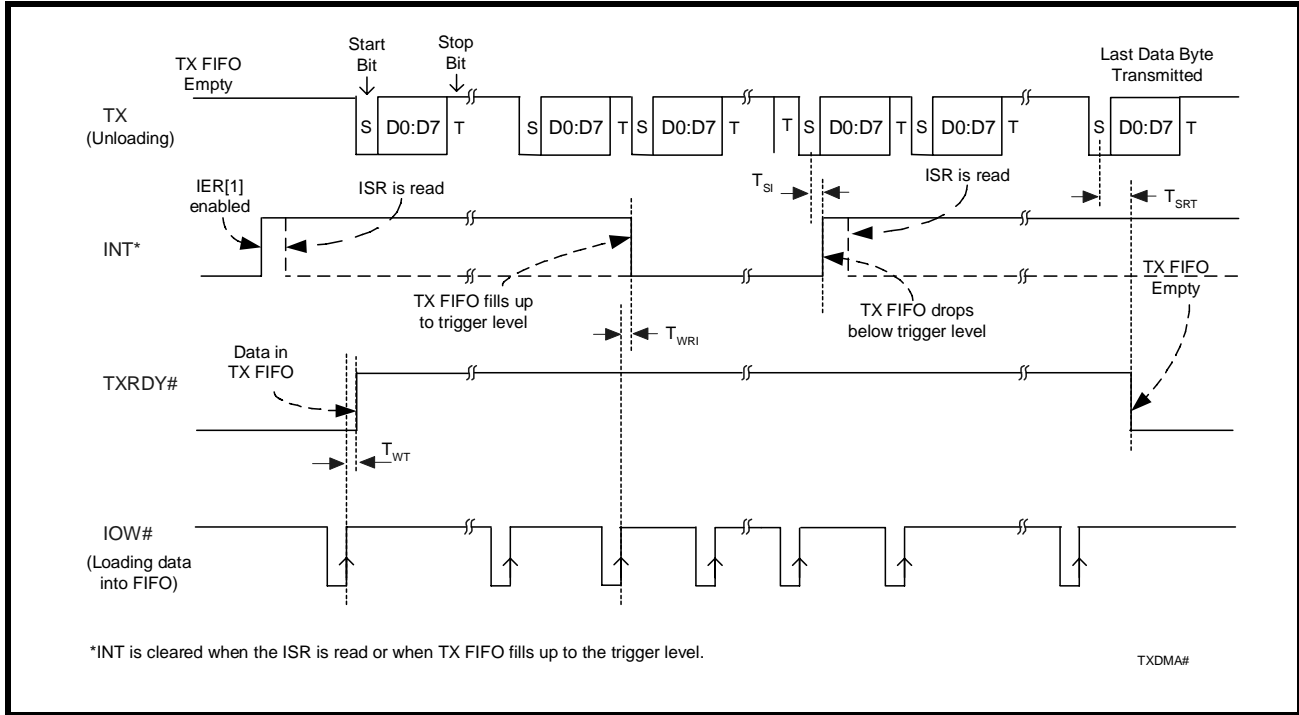 Start
Bit
Stop
Bit
TX FIFO
Empty
Last Data Byte
Transmitted
TX
(Unloading)
S D0:D7 T S D0:D7 T S D0:D7 T T S D0:D7 T S D0:D7 T S D0:D7 T
IER[1]
enabled
ISR is read
TSI
ISR is read
TSRT
INT*
TX FIFO fills up
to trigger level
TX FIFO drops
below trigger level
TX FIFO
Empty
TWRI
Data in
TX FIFO
TXRDY#
TWT
IOW#
(Loading data
into FIFO)
*INT is cleared when the ISR is read or when TX FIFO fills up to the trigger level.
TXDMA#